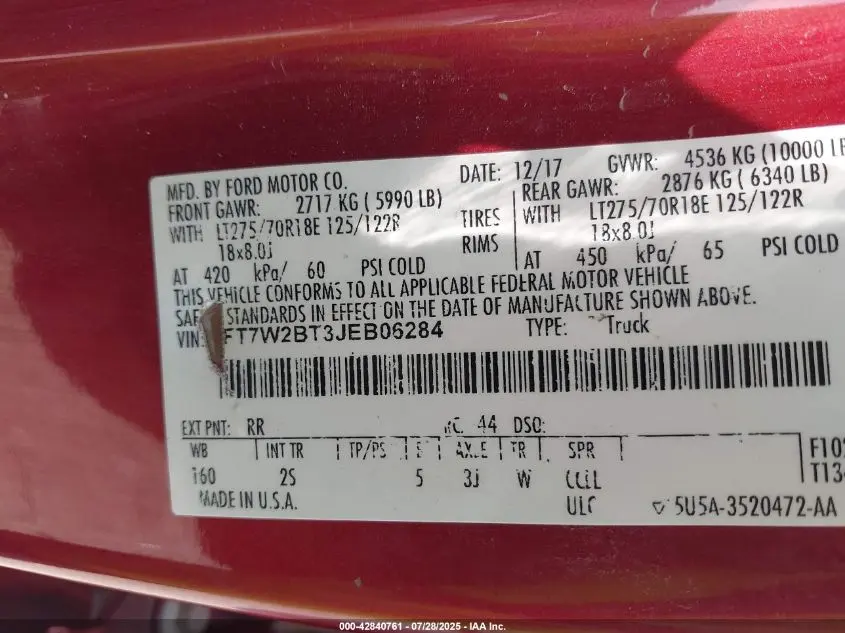 MFD. BY FORD MOTOR CO. DATE: 12/17 GVWR: 4536 KG (10000 LB
FRONT GAWR: 2717 KG ( 5990 LB) REAR GAWR: 2876 KG ( 6340 LB)
WITH LT275/70R18E 125/122R TIRES WITH LT275/70R18E 125/122R
18x8.0J RIMS 18x8.0J
AT 420 kPa/ 60 PSI COLD AT 450 kPa/ 65 PSI COLD
THIS VEHICLE CONFORMS TO ALL APPLICABLE FEDERAL MOTOR VEHICLE
STANDARDS IN EFFECT ON THE DATE OF MANUFACTURE SHOWN ABOVE.
VIN: FT7W2BT3JEB06284 TYPE: Truck
EXT PNT: RR 44 DSO:
WB INT TR TP/PS AXLE TR SPR
160 2S 5 3J W
MADE IN U.S.A. 5U5A-3520472-AA
000-42840761 / 07/28/2025 - IAA Inc.